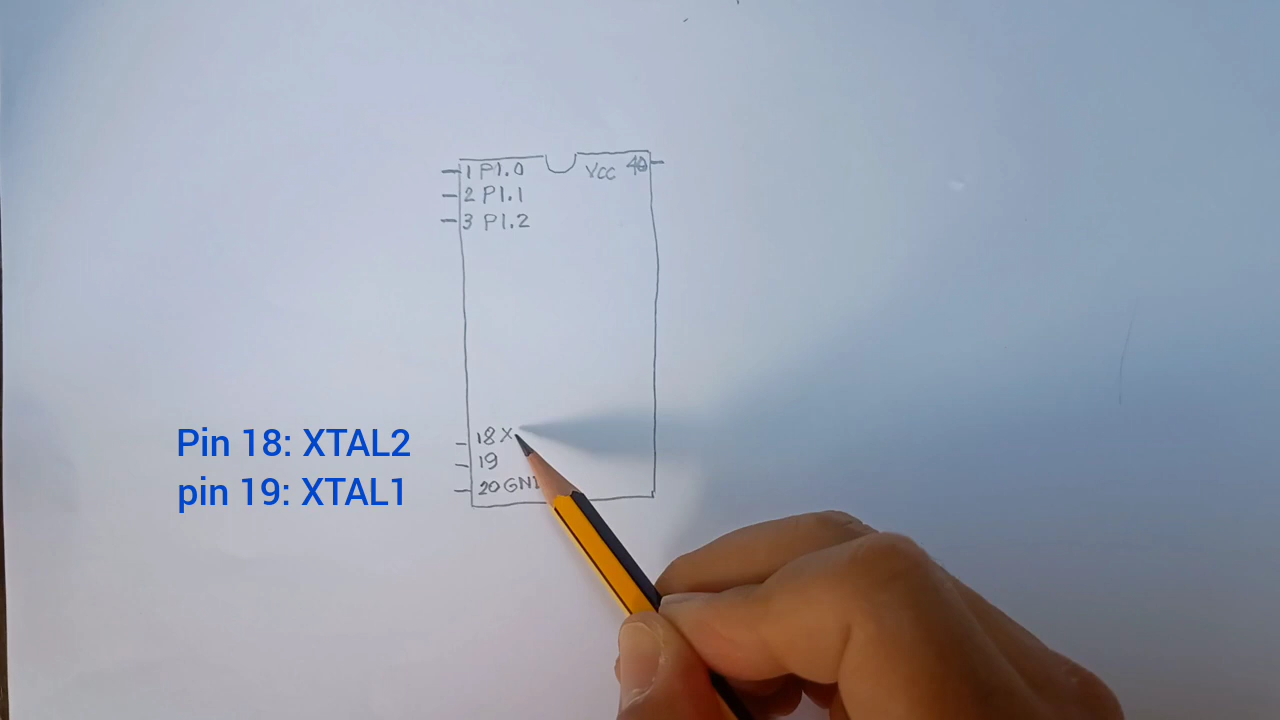 1 P1.0
VCC 40
2 P1.1
3 P1.2
18 X
19
20 GND
Pin 18: XTAL2
pin 19: XTAL1